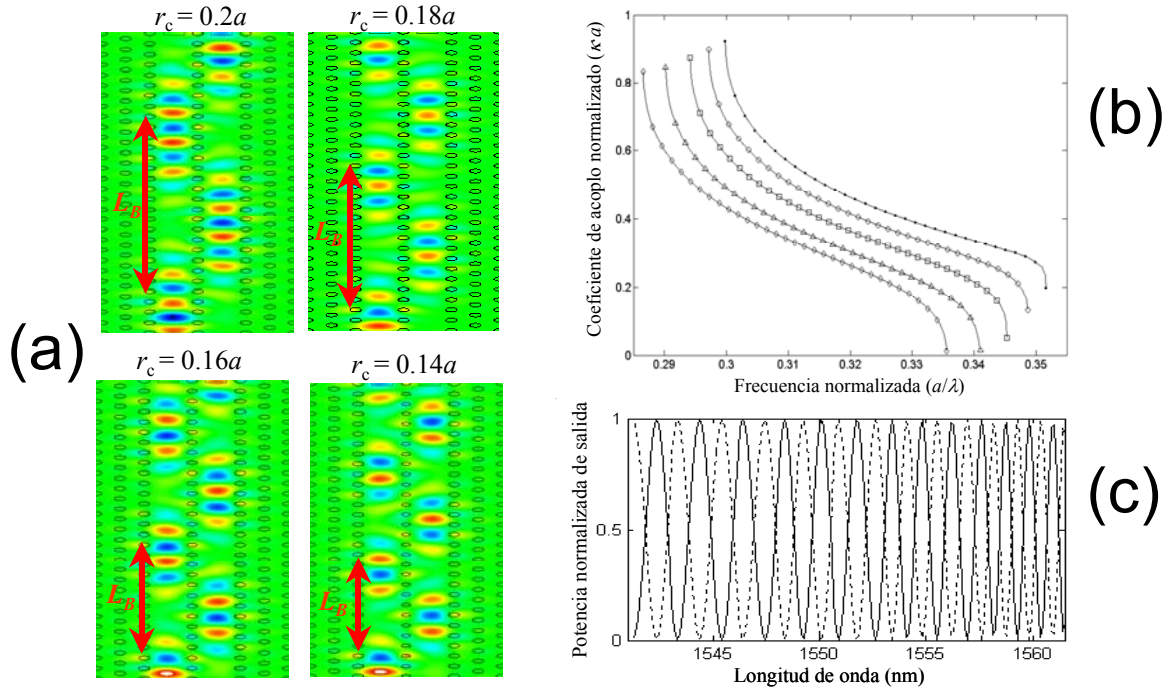 r_c = 0.2a
r_c = 0.18a
L_B
L_B
(a)
r_c = 0.16a
r_c = 0.14a
L_B
L_B
Coeficiente de acoplo normalizado (κ·a)
1
0.8
0.6
0.4
0.2
0
0.29
0.3
0.31
0.32
0.33
0.34
0.35
Frecuencia normalizada (a/λ)
(b)
Potencia normalizada de salida
1
0.5
0
1545
1550
1555
1560
Longitud de onda (nm)
(c)